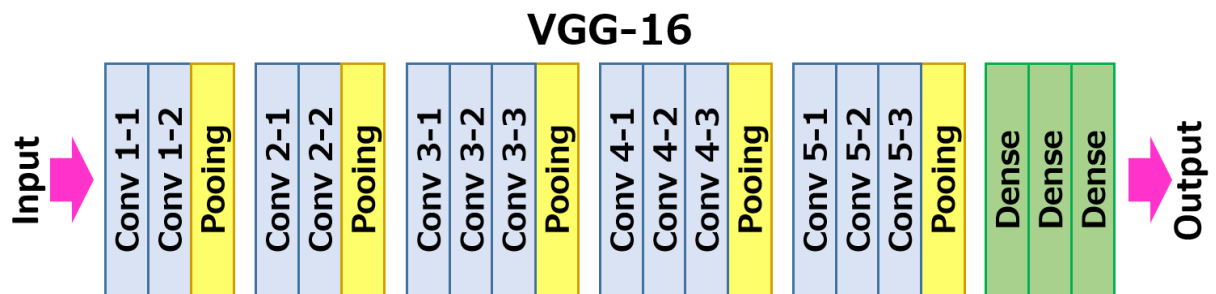 VGG-16
Input
Conv 1-1
Conv 1-2
Pooing
Conv 2-1
Conv 2-2
Pooing
Conv 3-1
Conv 3-2
Conv 3-3
Pooing
Conv 4-1
Conv 4-2
Conv 4-3
Pooing
Conv 5-1
Conv 5-2
Conv 5-3
Pooing
Dense
Dense
Dense
Output